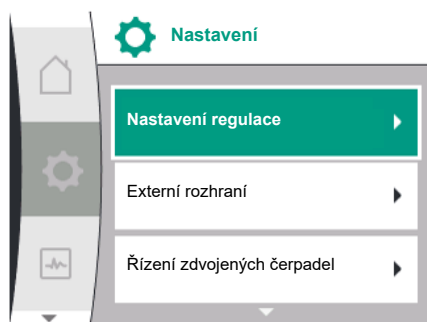 Nastavení
Nastavení regulace
Externí rozhraní
Řízení zdvojených čerpadel